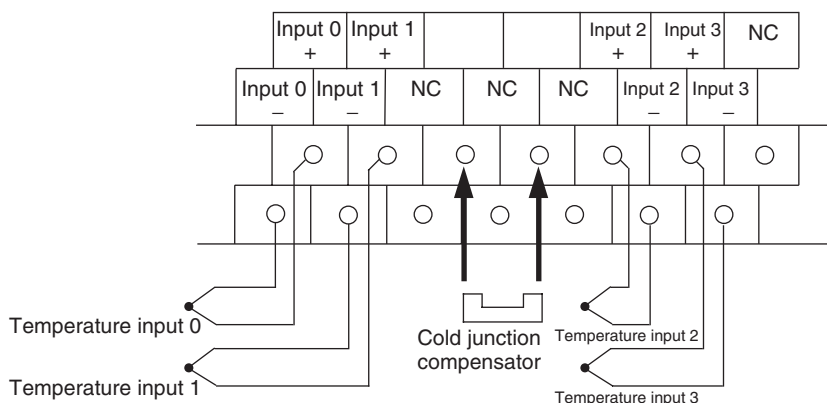 Input 0 Input 1 Input 2 Input 3 NC
+ + + +
Input 0 Input 1 NC NC NC Input 2 Input 3
– – – –
Temperature input 0
Temperature input 1
Cold junction
compensator
Temperature input 2
Temperature input 3